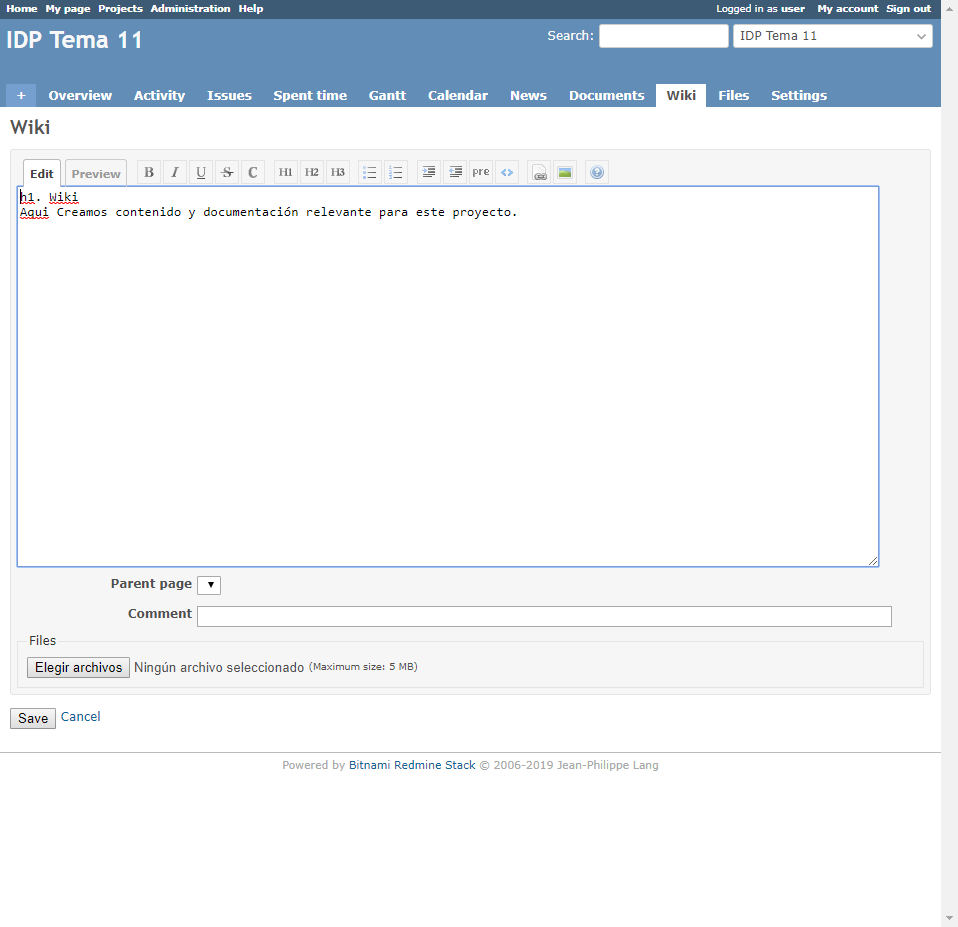 Home My page Projects Administration Help Logged in as user My account Sign out
IDP Tema 11 Search: IDP Tema 11
+ Overview Activity Issues Spent time Gantt Calendar News Documents Wiki Files Settings
Wiki
Edit Preview B I U S C H1 H2 H3 pre <> ?
h1. Wiki
Aqui Creamos contenido y documentación relevante para este proyecto.
Parent page
Comment
Files
Elegir archivos Ningún archivo seleccionado (Maximum size: 5 MB)
Save Cancel
Powered by Bitnami Redmine Stack © 2006-2019 Jean-Philippe Lang